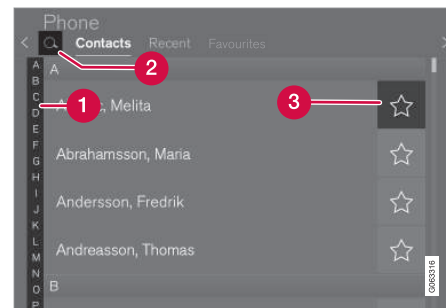 Phone
Contacts Recent Favourites
2
A
A
B
C
D
E
F
G
H
I
J
K
L
M
N
O
P
1
, Melita
3
Abrahamsson, Maria
Andersson, Fredrik
Andreasson, Thomas
B
G063316